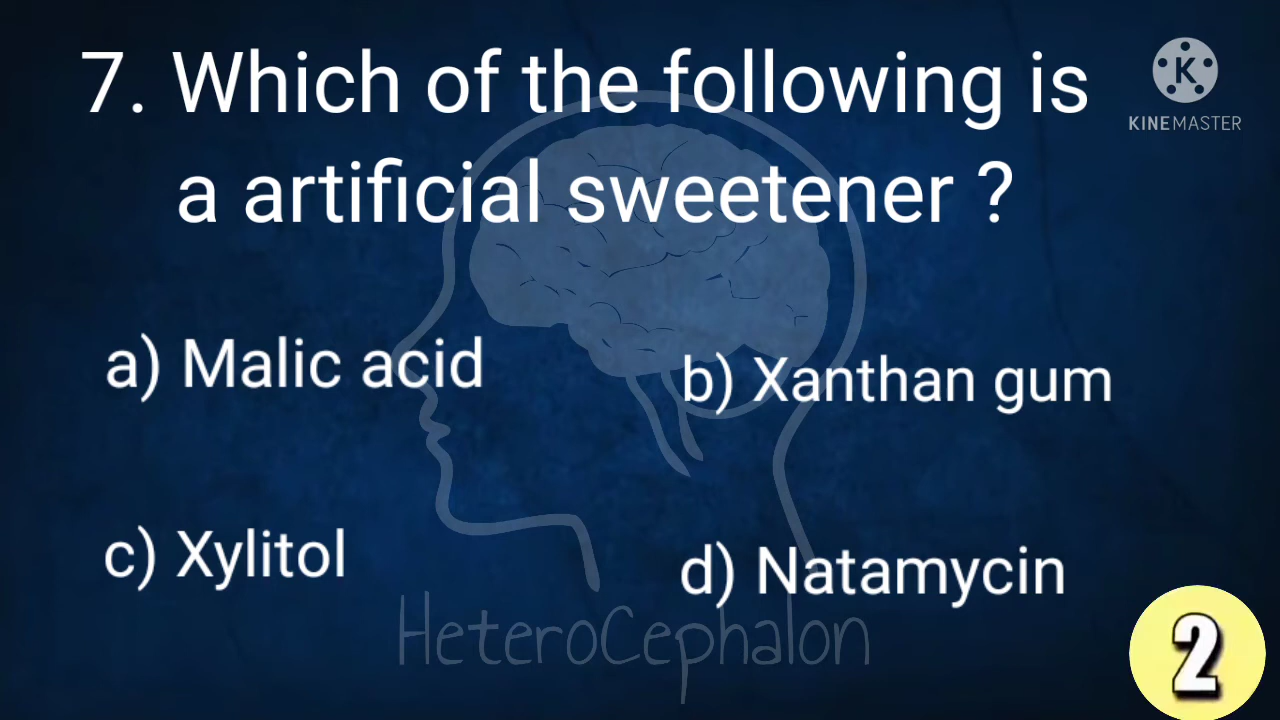 7. Which of the following is
a artificial sweetener ?
K
KINEMASTER
a) Malic acid
b) Xanthan gum
c) Xylitol
d) Natamycin
HeteroCephalon
2